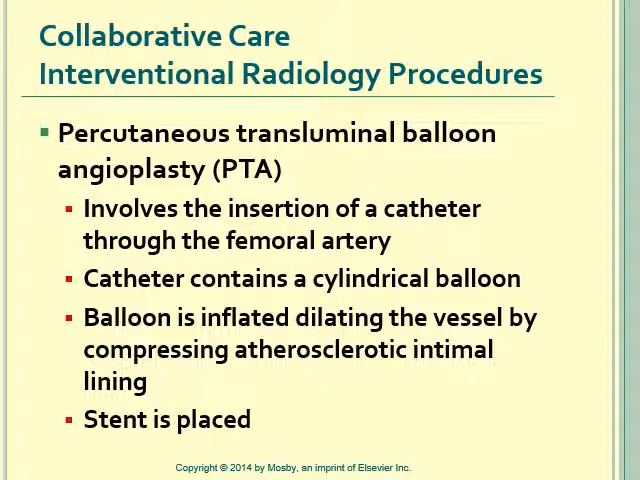 Collaborative Care
Interventional Radiology Procedures
Percutaneous transluminal balloon
angioplasty (PTA)
Involves the insertion of a catheter
through the femoral artery
Catheter contains a cylindrical balloon
Balloon is inflated dilating the vessel by
compressing atherosclerotic intimal
lining
Stent is placed
Copyright © 2014 by Mosby, an imprint of Elsevier Inc.